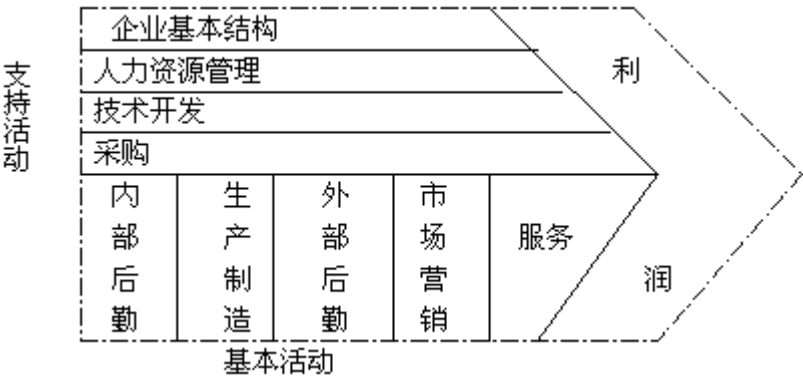 企业基本结构
人力资源管理
技术开发
采购
支持活动
内部后勤
生产制造
外部后勤
市场营销
服务
利润
基本活动